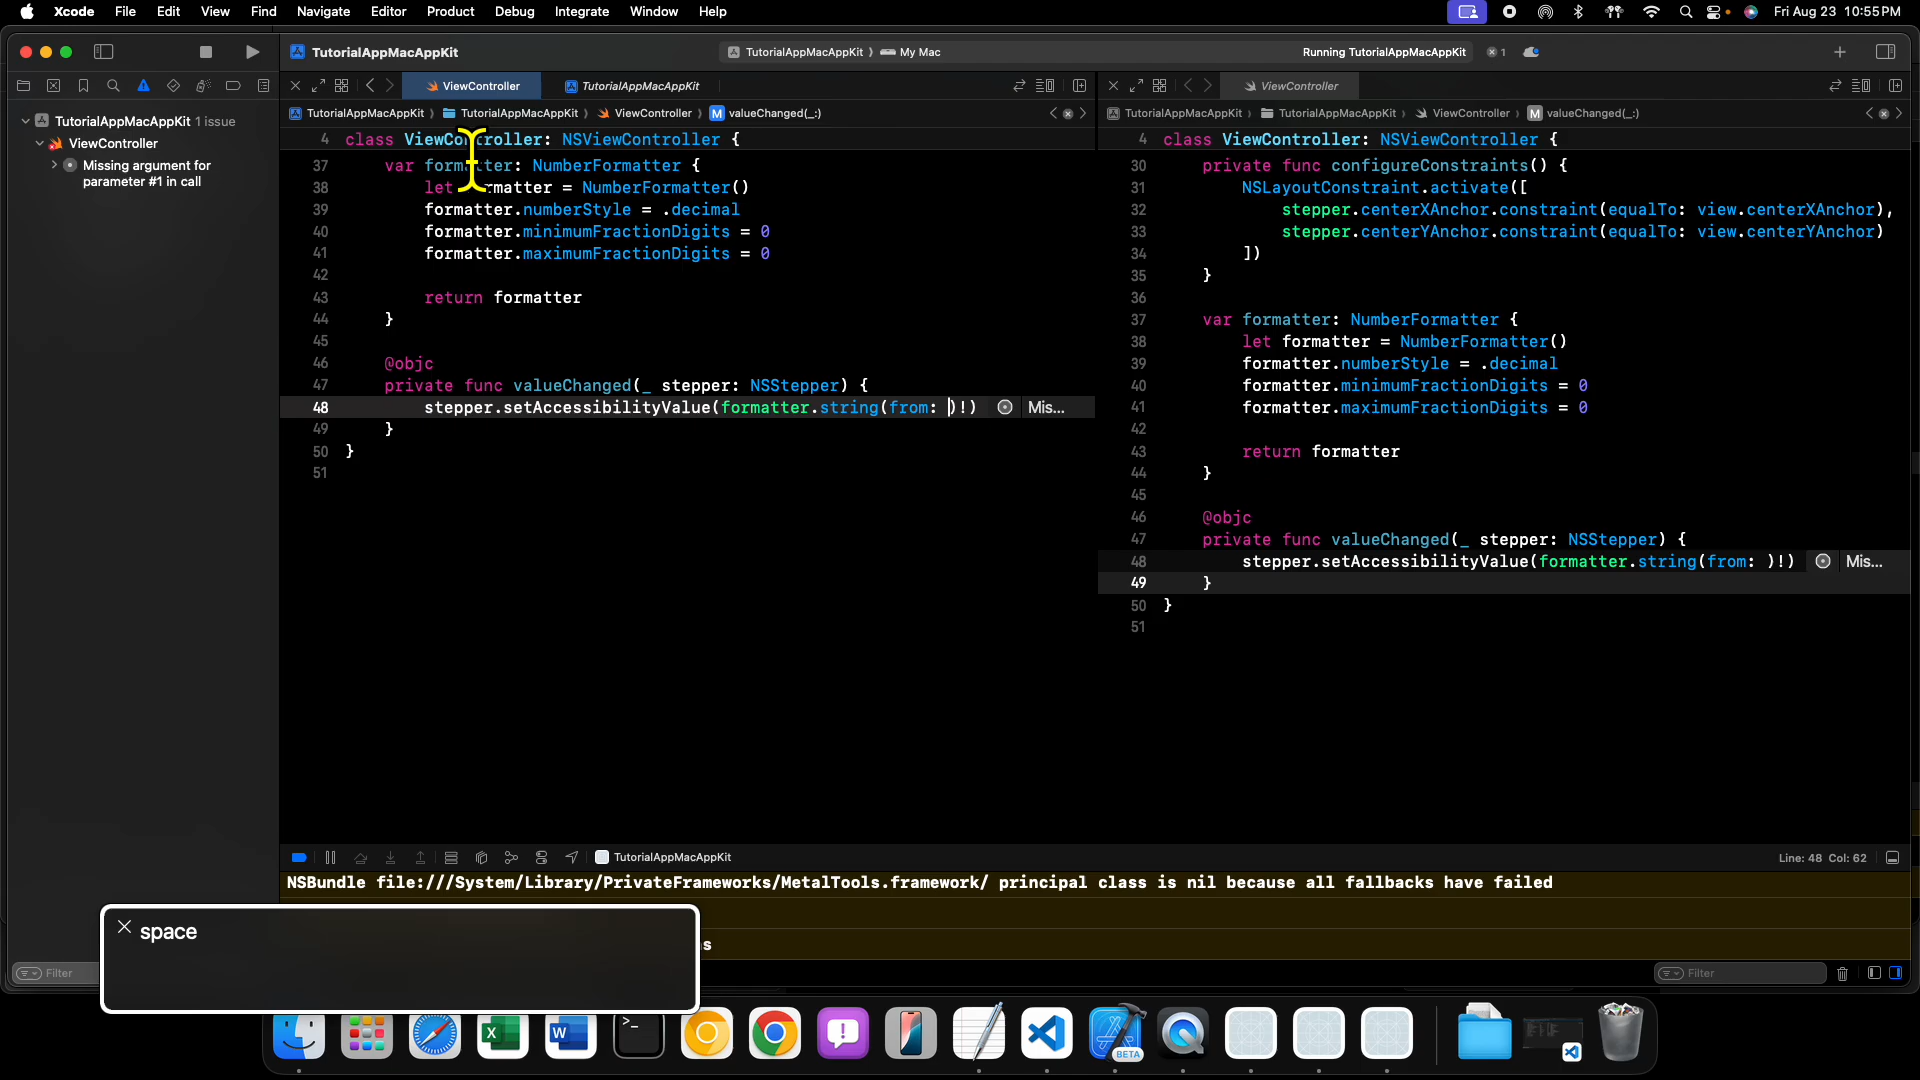 Xcode File Edit View Find Navigate Editor Product Debug Integrate Window Help Fri Aug 23 10:55 PM
TutorialAppMacAppKit
TutorialAppMacAppKit My Mac
Running TutorialAppMacAppKit 1
ViewController
TutorialAppMacAppKit
ViewController
TutorialAppMacAppKit TutorialAppMacAppKit ViewController M valueChanged(_:)
TutorialAppMacAppKit TutorialAppMacAppKit ViewController M valueChanged(_:)
TutorialAppMacAppKit 1 issue
ViewController
Missing argument for
parameter #1 in call
4 class ViewController: NSViewController {
37 var formatter: NumberFormatter {
38 let formatter = NumberFormatter()
39 formatter.numberStyle = .decimal
40 formatter.minimumFractionDigits = 0
41 formatter.maximumFractionDigits = 0
42
43 return formatter
44 }
45
46 @objc
47 private func valueChanged(_ stepper: NSStepper) {
48 stepper.setAccessibilityValue(formatter.string(from: )!) Mis...
49 }
50 }
51
4 class ViewController: NSViewController {
30 private func configureConstraints() {
31 NSLayoutConstraint.activate([
32 stepper.centerXAnchor.constraint(equalTo: view.centerXAnchor),
33 stepper.centerYAnchor.constraint(equalTo: view.centerYAnchor)
34 ])
35 }
36
37 var formatter: NumberFormatter {
38 let formatter = NumberFormatter()
39 formatter.numberStyle = .decimal
40 formatter.minimumFractionDigits = 0
41 formatter.maximumFractionDigits = 0
42
43 return formatter
44 }
45
46 @objc
47 private func valueChanged(_ stepper: NSStepper) {
48 stepper.setAccessibilityValue(formatter.string(from: )!) Mis...
49 }
50 }
51
TutorialAppMacAppKit
Line: 48 Col: 62
NSBundle file:///System/Library/PrivateFrameworks/MetalTools.framework/ principal class is nil because all fallbacks have failed
space
s
Filter
Filter
BETA